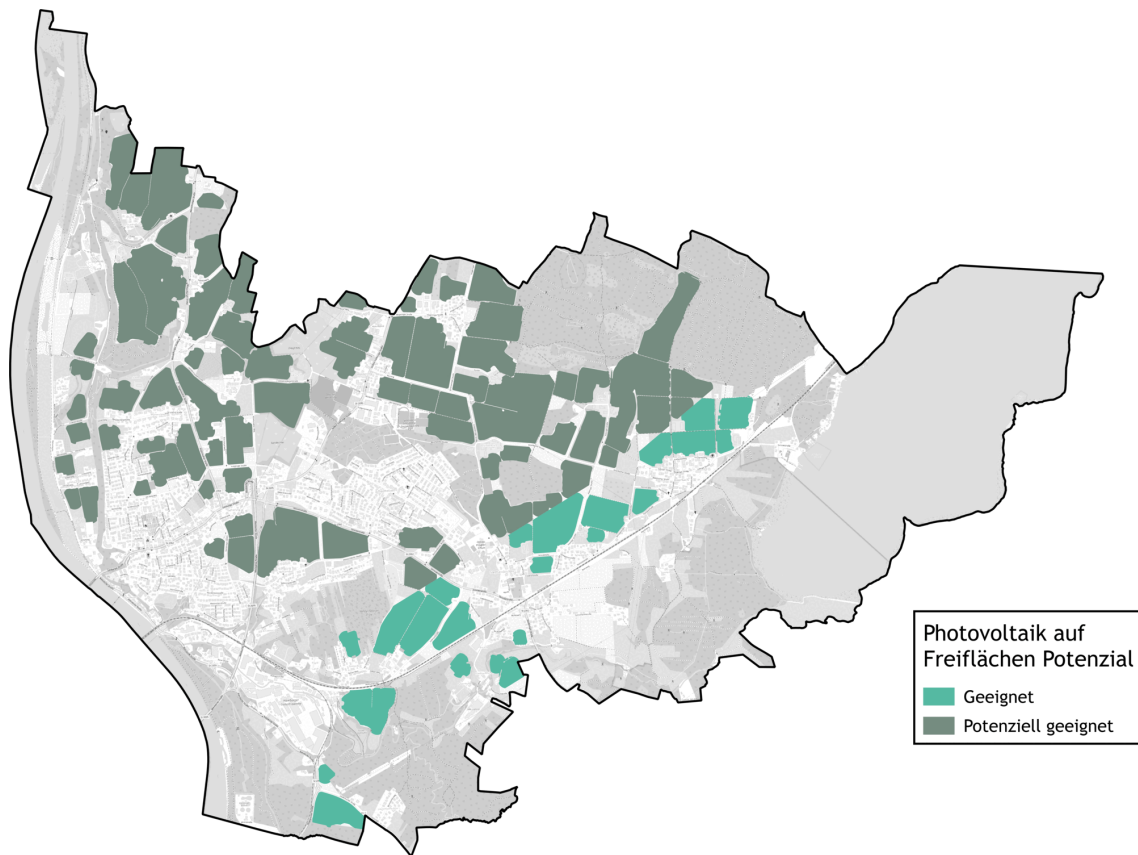 Photovoltaik auf
Freiflächen Potenzial
Geeignet
Potenziell geeignet